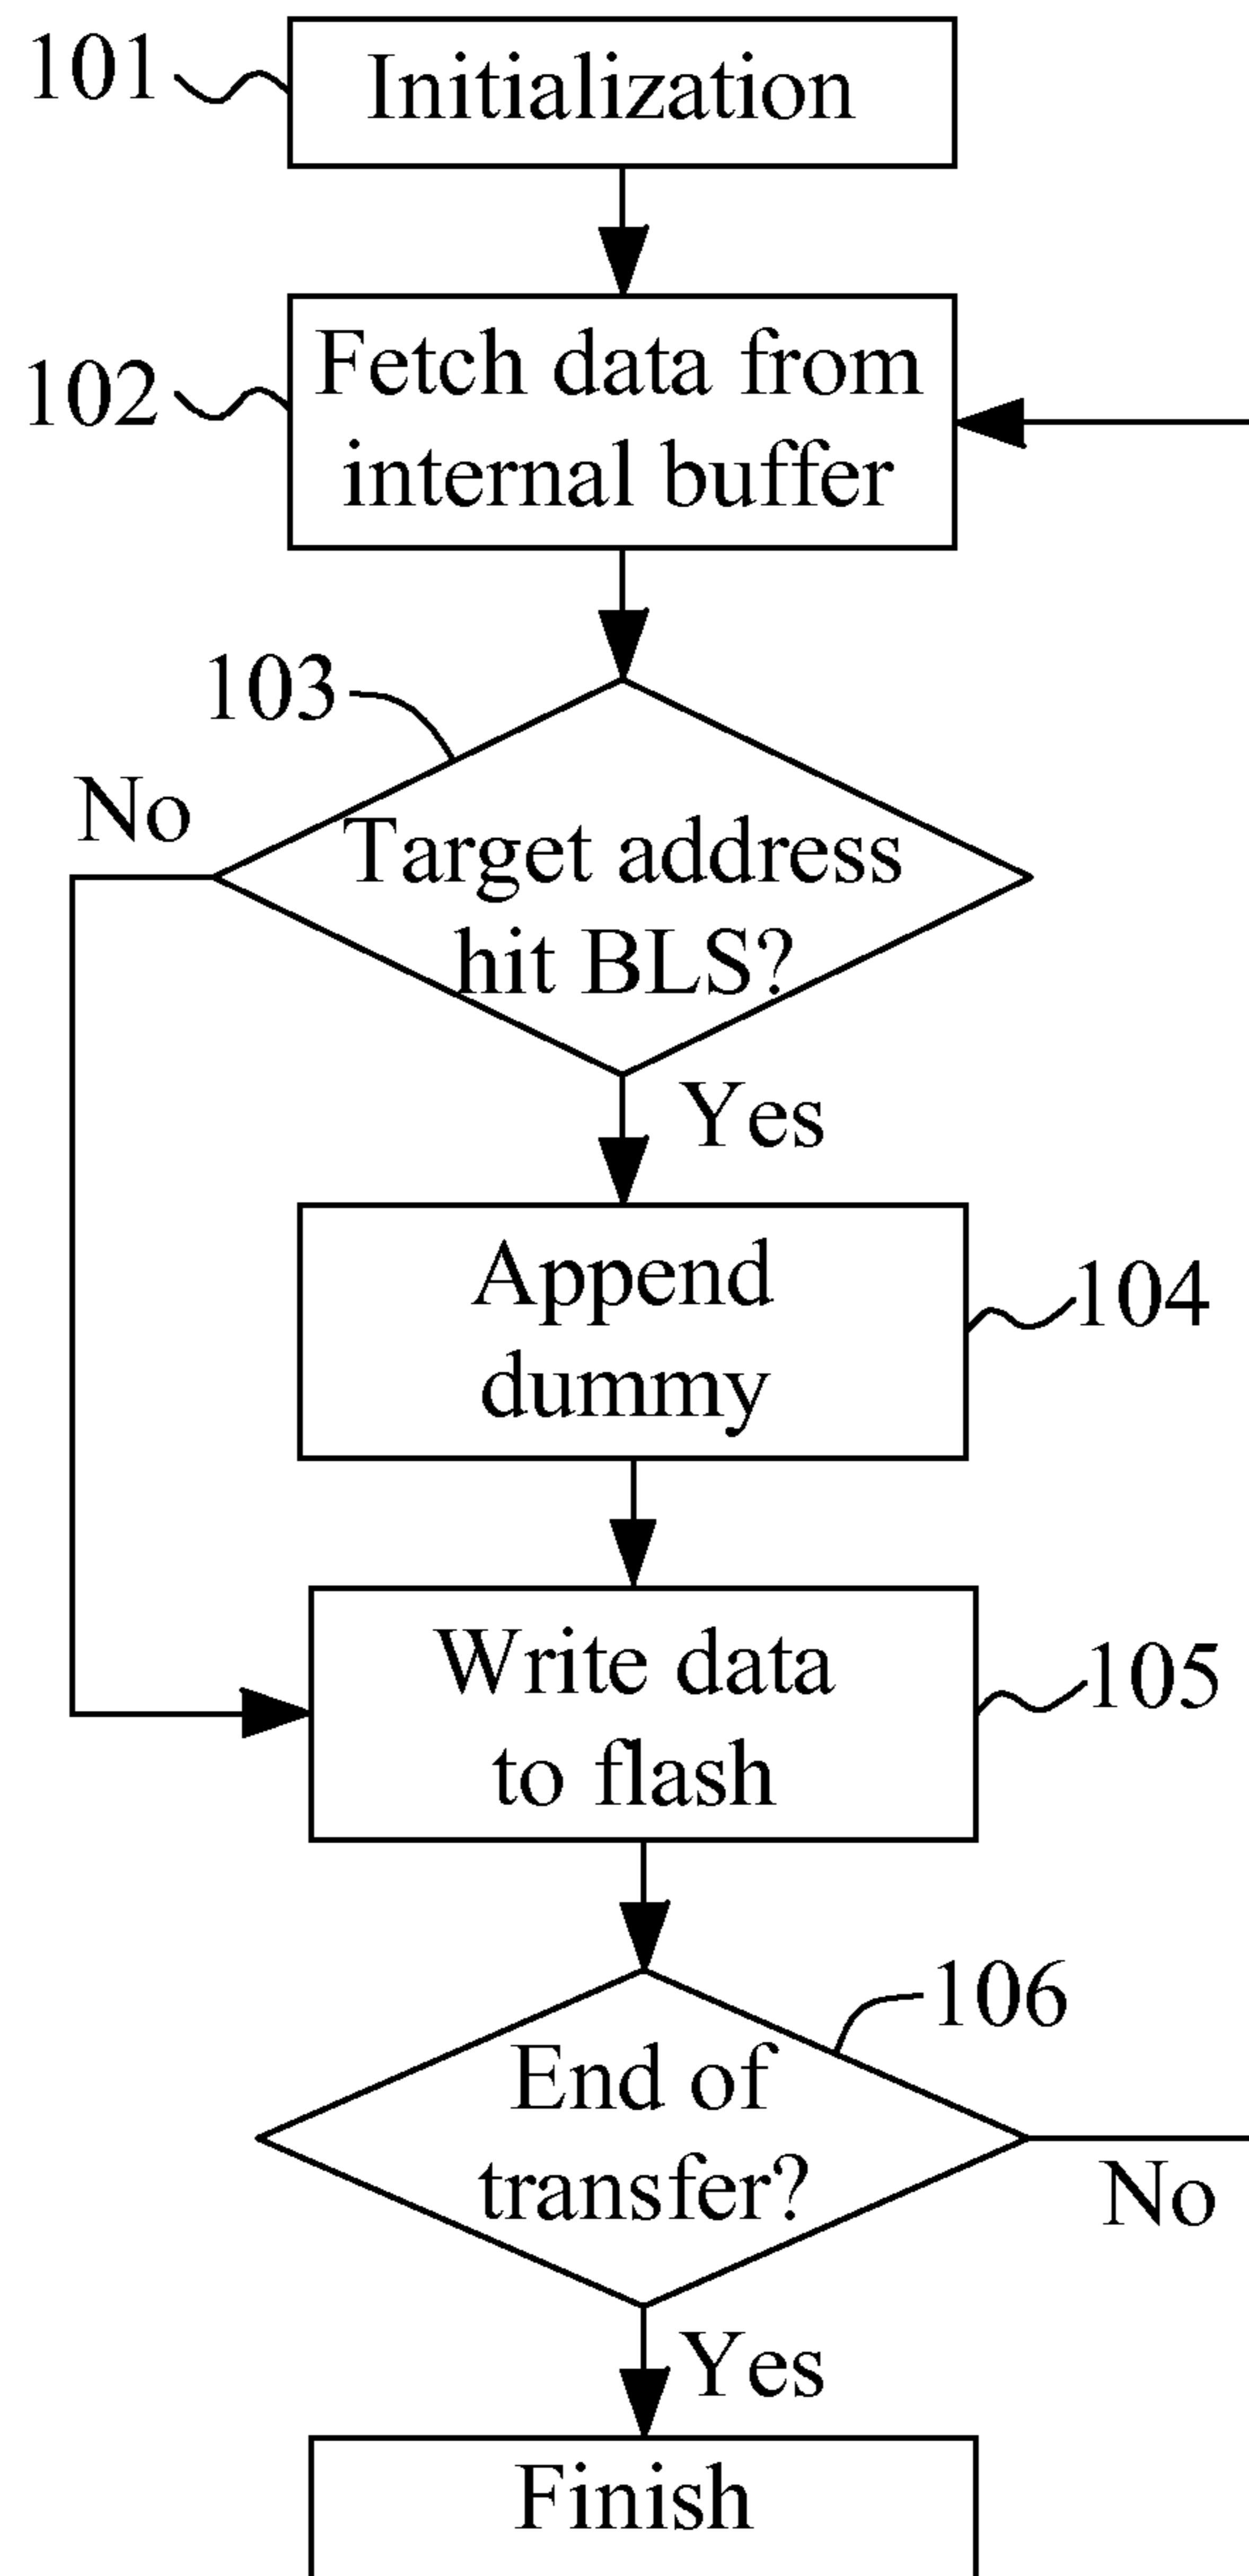 101
Initialization
102
Fetch data from
internal buffer
103
No
Target address
hit BLS?
Yes
Append
dummy
104
Write data
to flash
105
106
End of
transfer?
No
Yes
Finish